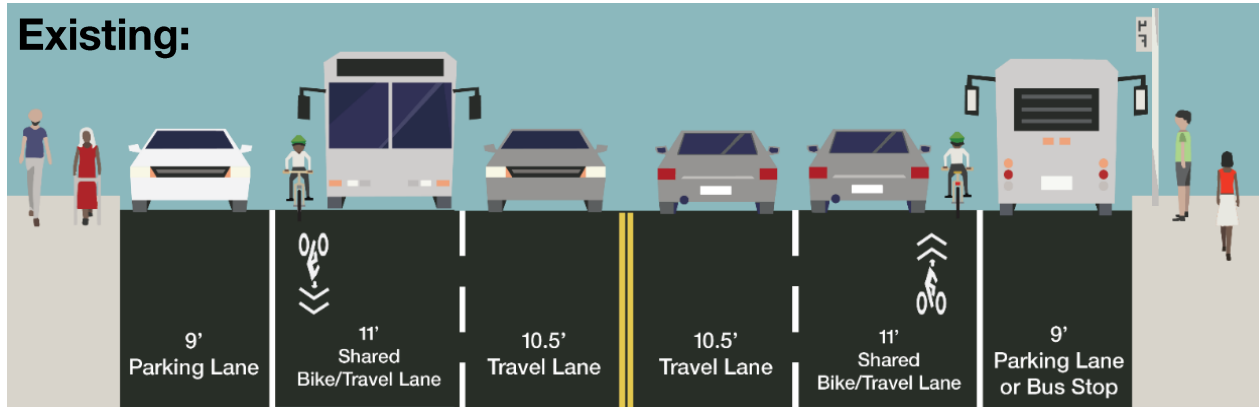 Existing:
9'
Parking Lane
11'
Shared
Bike/Travel Lane
10.5'
Travel Lane
10.5'
Travel Lane
11'
Shared
Bike/Travel Lane
9'
Parking Lane
or Bus Stop